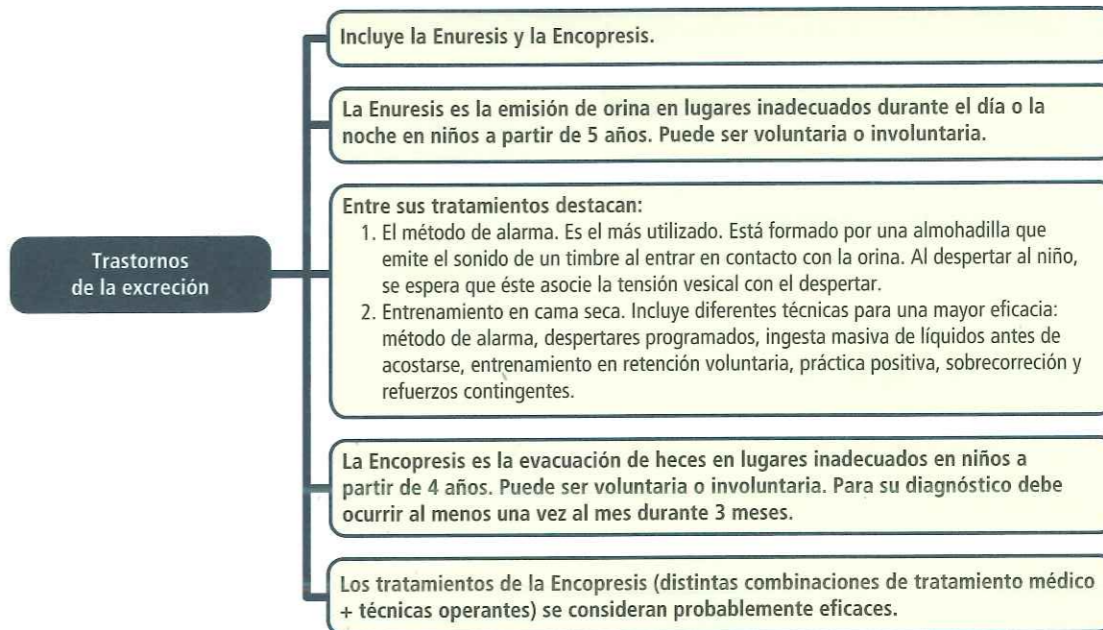 Trastornos
de la excreción
Incluye la Enuresis y la Encopresis.
La Enuresis es la emisión de orina en lugares inadecuados durante el día o la
noche en niños a partir de 5 años. Puede ser voluntaria o involuntaria.
Entre sus tratamientos destacan:
1. El método de alarma. Es el más utilizado. Está formado por una almohadilla que
emite el sonido de un timbre al entrar en contacto con la orina. Al despertar al niño,
se espera que éste asocie la tensión vesical con el despertar.
2. Entrenamiento en cama seca. Incluye diferentes técnicas para una mayor eficacia:
método de alarma, despertares programados, ingesta masiva de líquidos antes de
acostarse, entrenamiento en retención voluntaria, práctica positiva, sobrecorreción y
refuerzos contingentes.
La Encopresis es la evacuación de heces en lugares inadecuados en niños a
partir de 4 años. Puede ser voluntaria o involuntaria. Para su diagnóstico debe
ocurrir al menos una vez al mes durante 3 meses.
Los tratamientos de la Encopresis (distintas combinaciones de tratamiento médico
+ técnicas operantes) se consideran probablemente eficaces.